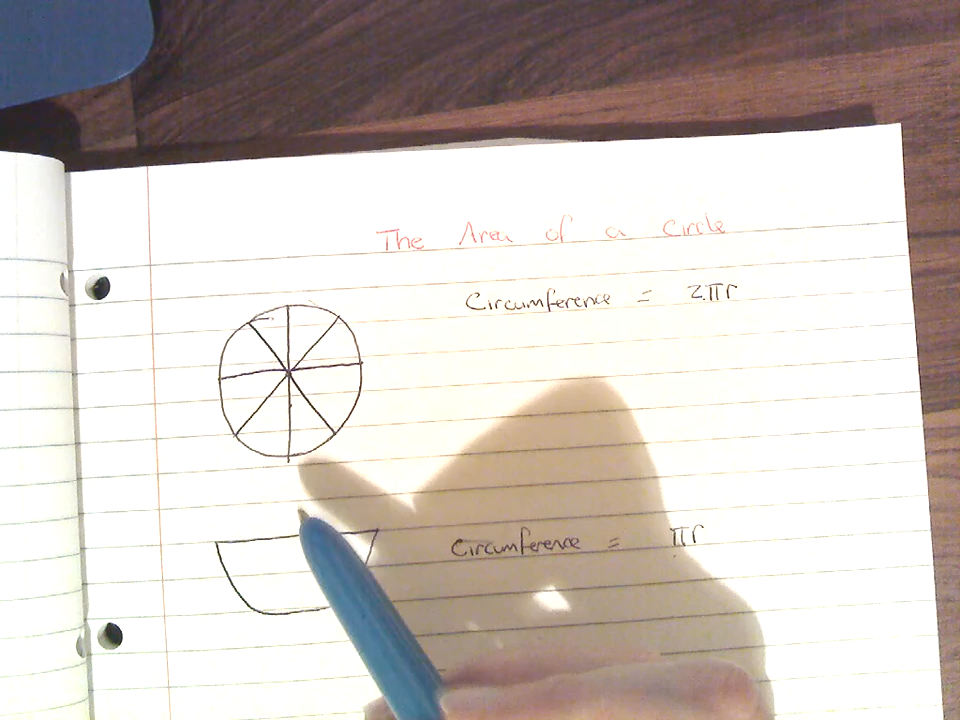 The Area of a Circle
Circumference = 2πr
Circumference = πr